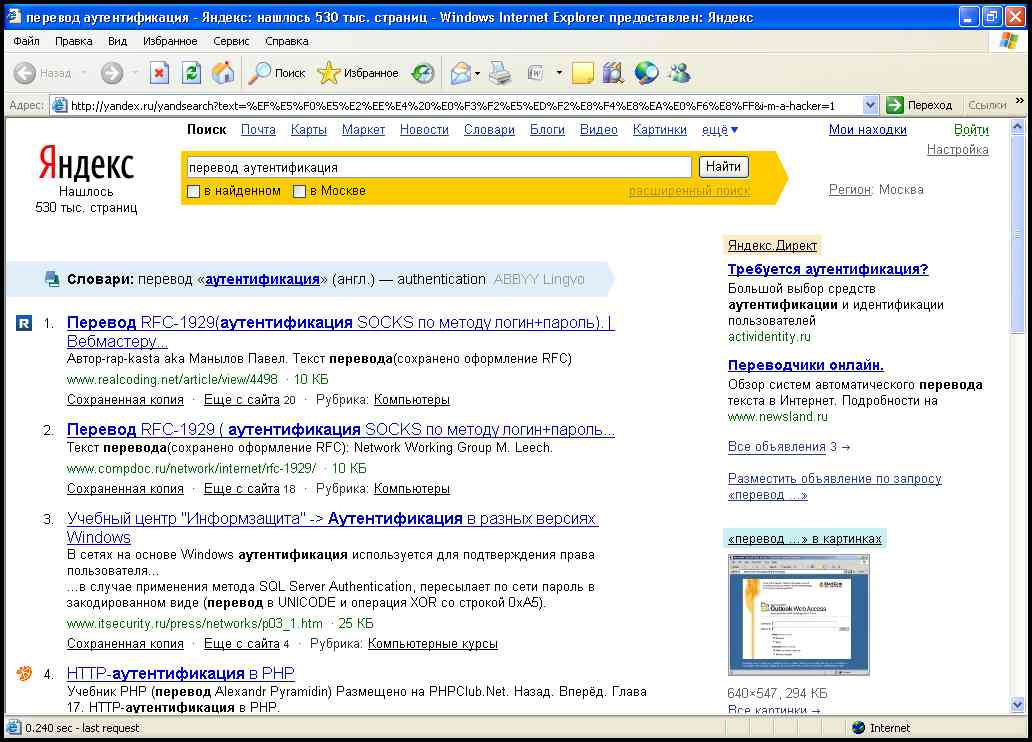 перевод аутентификация - Яндекс: нашлось 530 тыс. страниц - Windows Internet Explorer предоставлен: Яндекс
Файл Правка Вид Избранное Сервис Справка
Назад Поиск Избранное
Адрес: http://yandex.ru/yandsearch?text=%EF%E5%F0%E5%E2%EE%E4%20%E0%F3%F2%E5%ED%F2%E8%F4%E8%EA%E0%F6%E8%FF&i-m-a-hacker=1 Переход Ссылки »
Поиск Почта Карты Маркет Новости Словари Блоги Видео Картинки ещё ▼ Мои находки Войти
Настройка
Яндекс
Нашлось
530 тыс. страниц
перевод аутентификация Найти
в найденном в Москве расширенный поиск
Регион: Москва
Словари: перевод «аутентификация» (англ.) — authentication ABBYY Lingvo
R 1. Перевод RFC-1929(аутентификация SOCKS по методу логин+пароль). |
Вебмастеру...
Автор-rap-kasta aka Манылов Павел. Текст перевода(сохранено оформление RFC)
www.realcoding.net/article/view/4498 · 10 КБ
Сохраненная копия · Еще с сайта 20 · Рубрика: Компьютеры
2. Перевод RFC-1929 ( аутентификация SOCKS по методу логин+пароль...
Текст перевода(сохранено оформление RFC): Network Working Group M. Leech.
www.compdoc.ru/network/internet/rfc-1929/ · 10 КБ
Сохраненная копия · Еще с сайта 18 · Рубрика: Компьютеры
3. Учебный центр "Информзащита" -> Аутентификация в разных версиях
Windows
В сетях на основе Windows аутентификация используется для подтверждения права
пользователя...
...в случае применения метода SQL Server Authentication, пересылает по сети пароль в
закодированном виде (перевод в UNICODE и операция XOR со строкой 0xA5).
www.itsecurity.ru/press/networks/p03_1.htm · 25 КБ
Сохраненная копия · Еще с сайта 4 · Рубрика: Компьютерные курсы
4. HTTP-аутентификация в PHP
Учебник PHP (перевод Alexandr Pyramidin) Размещено на PHPClub.Net. Назад. Вперёд. Глава
17. HTTP-аутентификация в PHP.
Яндекс.Директ
Требуется аутентификация?
Большой выбор средств
аутентификации и идентификации
пользователей
actividentity.ru
Переводчики онлайн.
Обзор систем автоматического перевода
текста в Интернет. Подробности на
www.newsland.ru
Все объявления 3 →
Разместить объявление по запросу
«перевод ...»
«перевод ...» в картинках
Outlook Web Access
640×547, 294 КБ
Все картинки →
0.240 sec - last request Internet